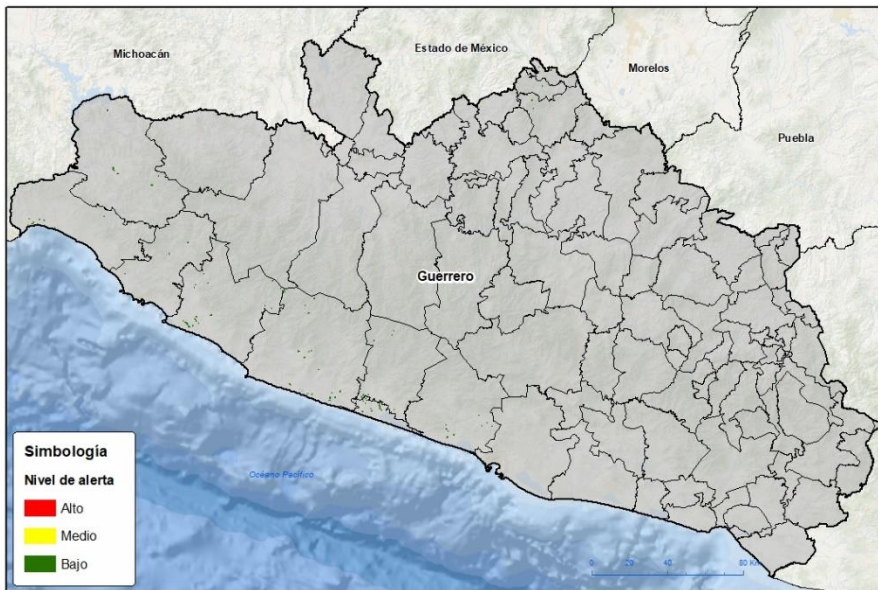 Michoacán
Estado de México
Morelos
Puebla
Guerrero
Océano Pacífico
Simbología
Nivel de alerta
Alto
Medio
Bajo
0 20 40 80 Km